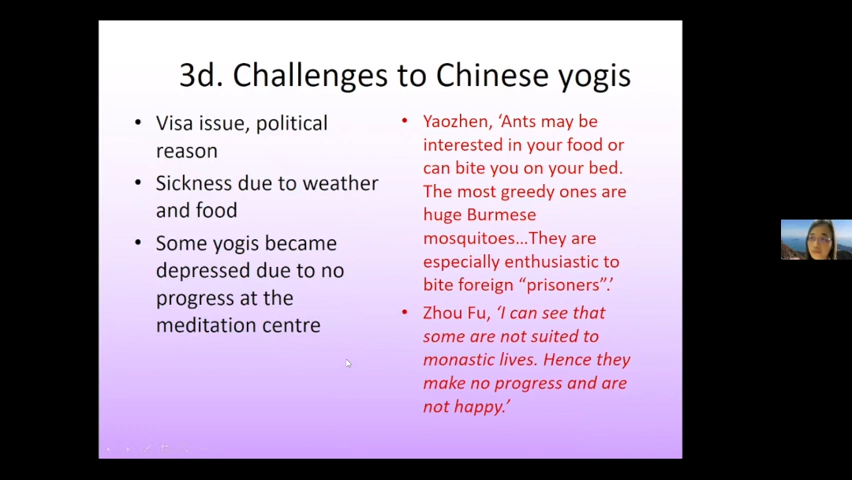 3d. Challenges to Chinese yogis
• Visa issue, political
reason
• Sickness due to weather
and food
• Some yogis became
depressed due to no
progress at the
meditation centre
• Yaozhen, ‘Ants may be
interested in your food or
can bite you on your bed.
The most greedy ones are
huge Burmese
mosquitoes...They are
especially enthusiastic to
bite foreign “prisoners”.’
• Zhou Fu, ‘I can see that
some are not suited to
monastic lives. Hence they
make no progress and are
not happy.’